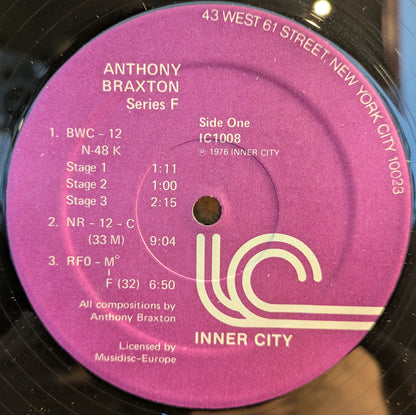 43 WEST 61 STREET, NEW YORK CITY 10023
ANTHONY
BRAXTON
Series F
Side One
IC1008
℗ 1976 INNER CITY
1. BWC – 12
N-48 K
Stage 1 1:11
Stage 2 1:00
Stage 3 2:15
2. NR – 12 – C
(33 M) 9:04
3. RFO – M°
F (32) 6:50
All compositions by
Anthony Braxton
Licensed by
Musidisc-Europe
IC
INNER CITY